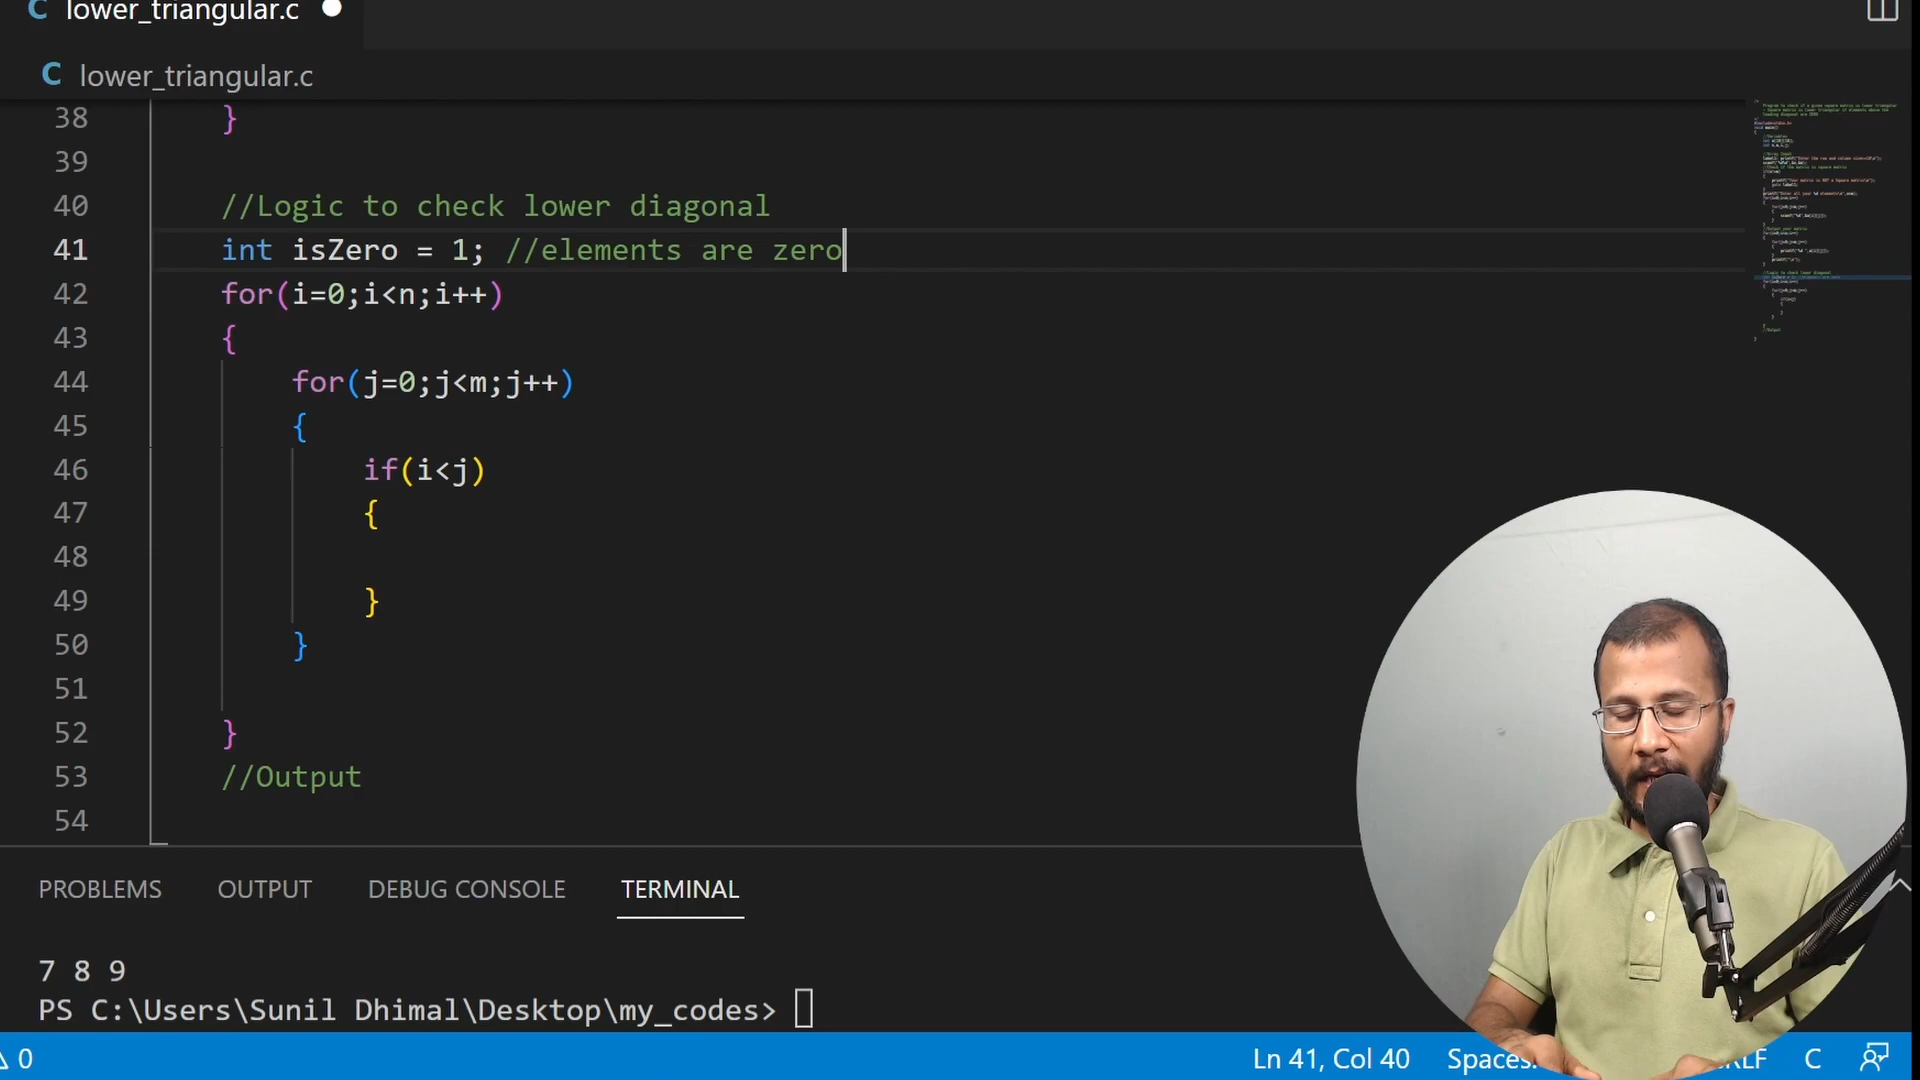 C lower_triangular.c
C lower_triangular.c
38 }
39
40 //Logic to check lower diagonal
41 int isZero = 1; //elements are zero
42 for(i=0;i<n;i++)
43 {
44 for(j=0;j<m;j++)
45 {
46 if(i<j)
47 {
48
49 }
50 }
51
52 }
53 //Output
54
PROBLEMS OUTPUT DEBUG CONSOLE TERMINAL
7 8 9
PS C:\Users\Sunil Dhimal\Desktop\my_codes>
0 Ln 41, Col 40 Spaces: C